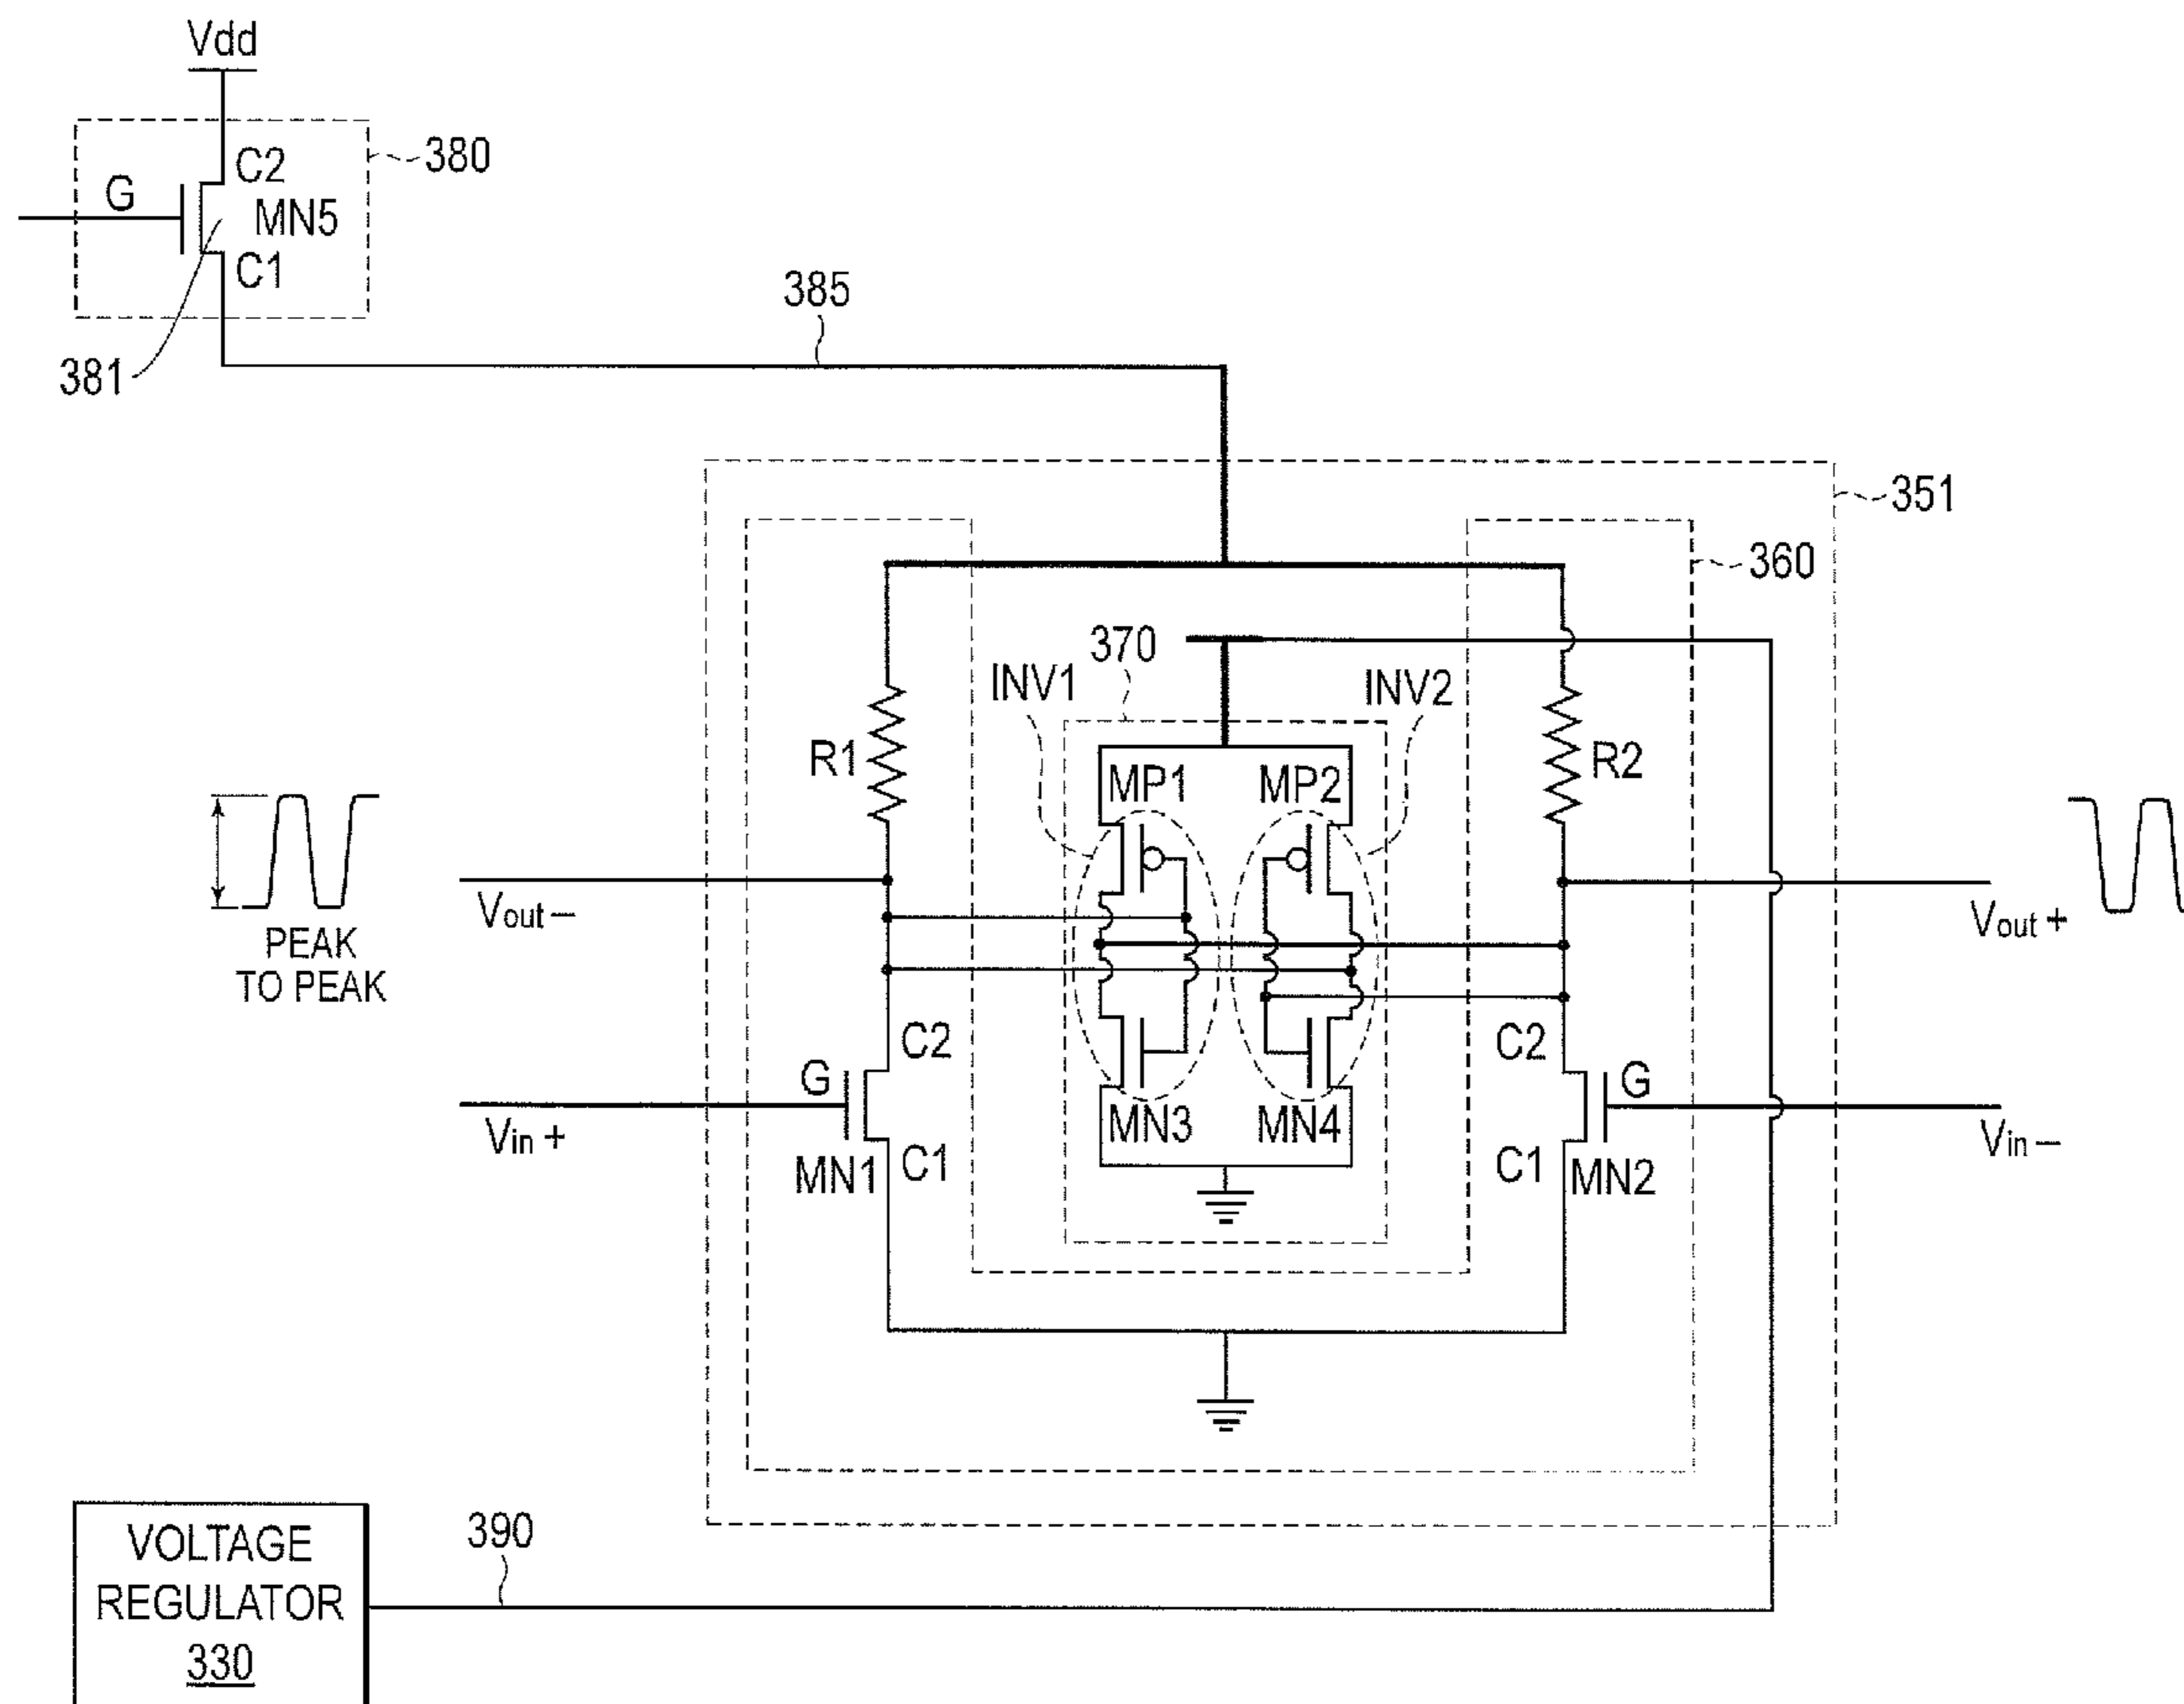 Vdd
380
C2
G
MN5
C1
381
385
351
360
370
INV1
INV2
R1
MP1
MP2
R2
Vout −
Vout +
PEAK
TO PEAK
C2
C2
G
G
Vin +
MN3
MN4
Vin −
MN1
C1
C1
MN2
390
VOLTAGE
REGULATOR
330